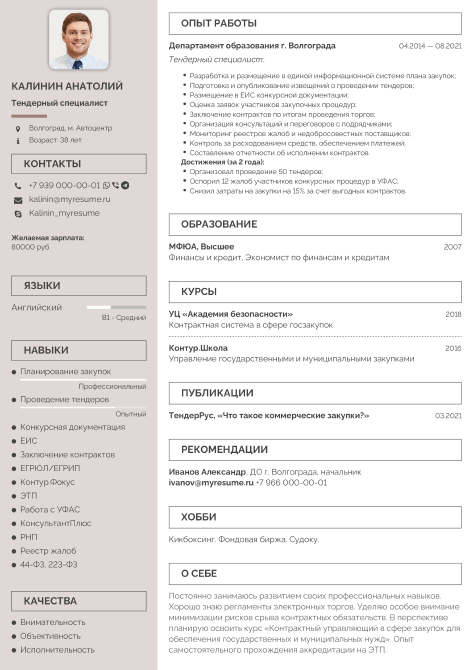 КАЛИНИН АНАТОЛИЙ
Тендерный специалист
Волгоград, м. Автоцентр
Возраст: 38 лет
КОНТАКТЫ
+7 939 000-00-01
kalinin@myresume.ru
Kalinin_myresume
Желаемая зарплата:
80000 руб
ЯЗЫКИ
Английский
B1 - Средний
НАВЫКИ
Планирование закупок
Профессиональный
Проведение тендеров
Опытный
Конкурсная документация
ЕИС
Заключение контрактов
ЕГРЮЛ/ЕГРИП
Контур.Фокус
ЭТП
Работа с УФАС
КонсультантПлюс
РНП
Реестр жалоб
44-ФЗ, 223-ФЗ
КАЧЕСТВА
Внимательность
Объективность
Исполнительность
ОПЫТ РАБОТЫ
Департамент образования г. Волгограда 04.2014 — 08.2021
Тендерный специалист:
Разработка и размещение в единой информационной системе плана закупок;
Подготовка и опубликование извещений о проведении тендеров;
Размещение в ЕИС конкурсной документации;
Оценка заявок участников закупочных процедур;
Заключение контрактов по итогам проведения торгов;
Организация консультаций и переговоров с подрядчиками;
Мониторинг реестров жалоб и недобросовестных поставщиков;
Контроль за расходованием средств, обеспечением платежей;
Составление отчетности об исполнении контрактов.
Достижения (за 2 года):
Организовал проведение 50 тендеров;
Оспорил 12 жалоб участников конкурсных процедур в УФАС;
Снизил затраты на закупки на 15% за счет выгодных контрактов.
ОБРАЗОВАНИЕ
МФЮА, Высшее 2007
Финансы и кредит, Экономист по финансам и кредитам
КУРСЫ
УЦ «Академия безопасности» 2018
Контрактная система в сфере госзакупок
Контур.Школа 2016
Управление государственными и муниципальными закупками
ПУБЛИКАЦИИ
ТендерРус, «Что такое коммерческие закупки?» 03.2021
РЕКОМЕНДАЦИИ
Иванов Александр, ДО г. Волгограда, начальник
ivanov@myresume.ru +7 966 000-00-01
ХОББИ
Кикбоксинг. Фондовая биржа. Судоку.
О СЕБЕ
Постоянно занимаюсь развитием своих профессиональных навыков.
Хорошо знаю регламенты электронных торгов. Уделяю особое внимание
минимизации рисков срыва контрактных обязательств. В перспективе
планирую освоить курс «Контрактный управляющий в сфере закупок для
обеспечения государственных и муниципальных нужд». Опыт
самостоятельного прохождения аккредитации на ЭТП.